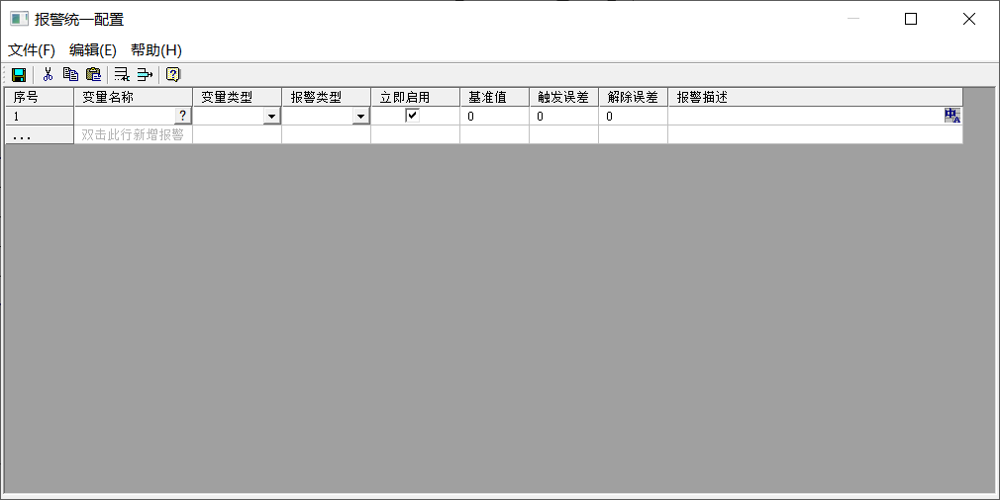 报警统一配置
文件(F) 编辑(E) 帮助(H)
序号 变量名称 变量类型 报警类型 立即启用 基准值 触发误差 解除误差 报警描述
1 ? 0 0 0 中A
... 双击此行新增报警